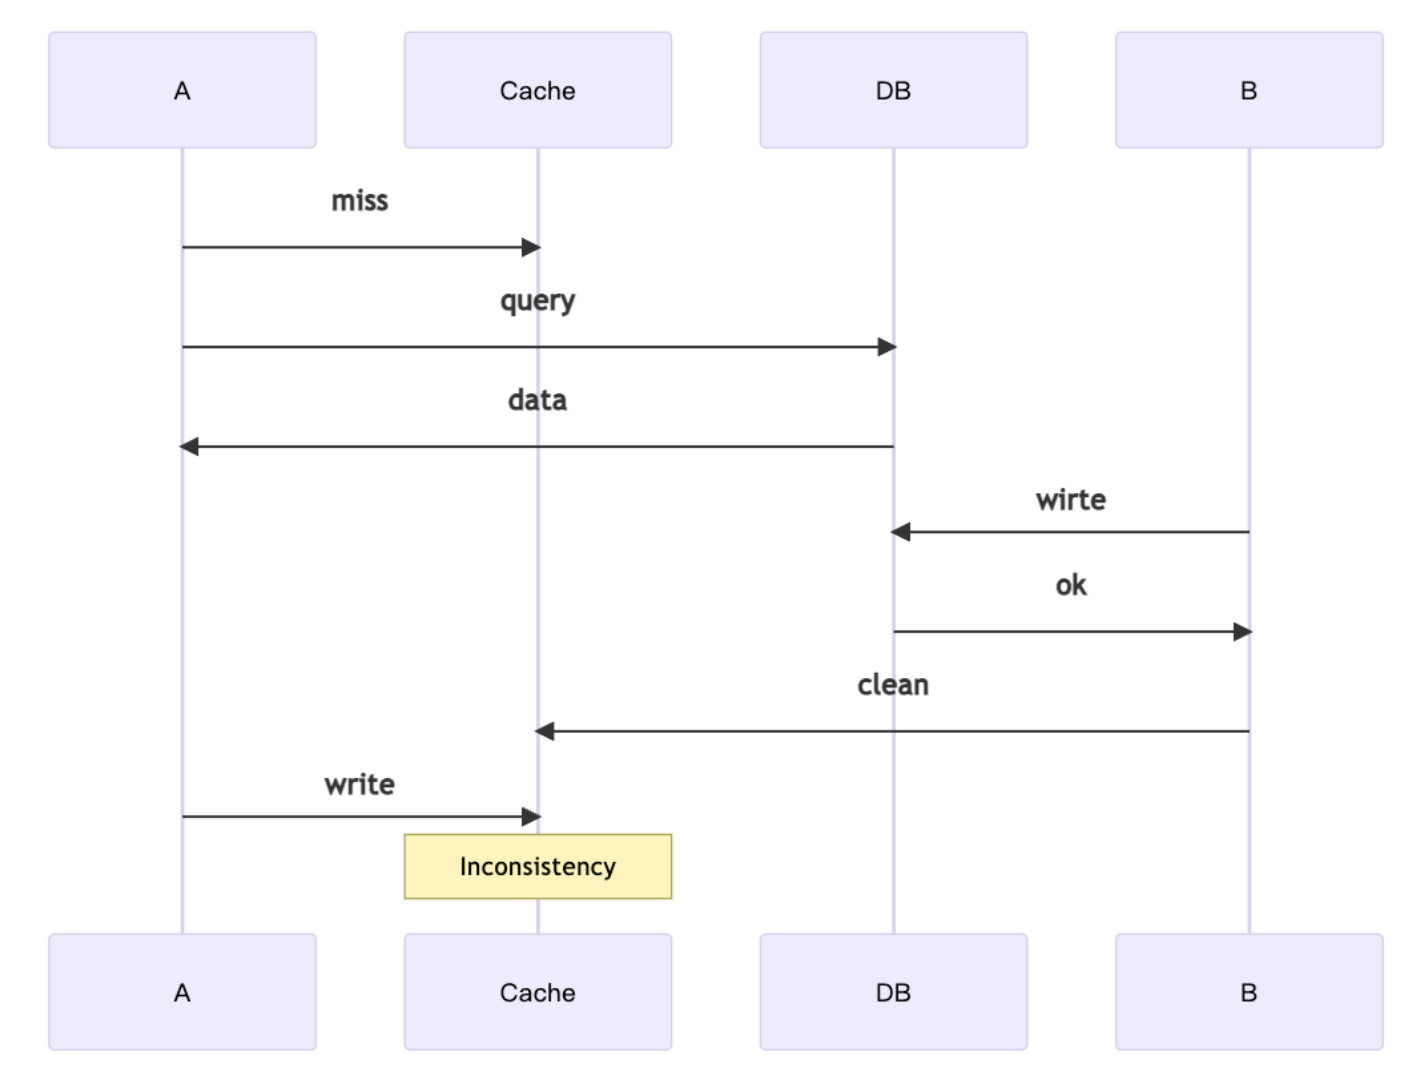 A
Cache
DB
B
miss
query
data
wirte
ok
clean
write
Inconsistency
A
Cache
DB
B